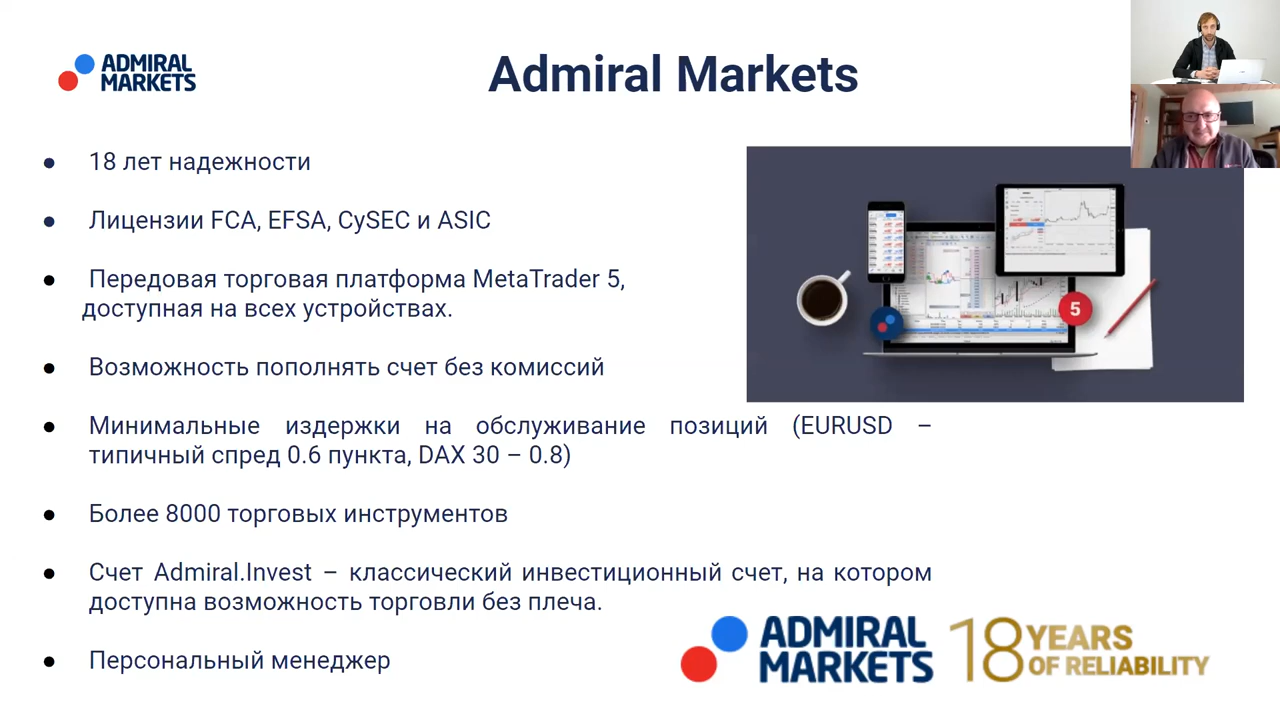 ADMIRAL
MARKETS
Admiral Markets
18 лет надежности
Лицензии FCA, EFSA, CySEC и ASIC
Передовая торговая платформа MetaTrader 5,
доступная на всех устройствах.
Возможность пополнять счет без комиссий
Минимальные издержки на обслуживание позиций (EURUSD –
типичный спред 0.6 пункта, DAX 30 – 0.8)
Более 8000 торговых инструментов
Счет Admiral.Invest – классический инвестиционный счет, на котором
доступна возможность торговли без плеча.
Персональный менеджер
5
ADMIRAL
MARKETS
18 YEARS
OF RELIABILITY